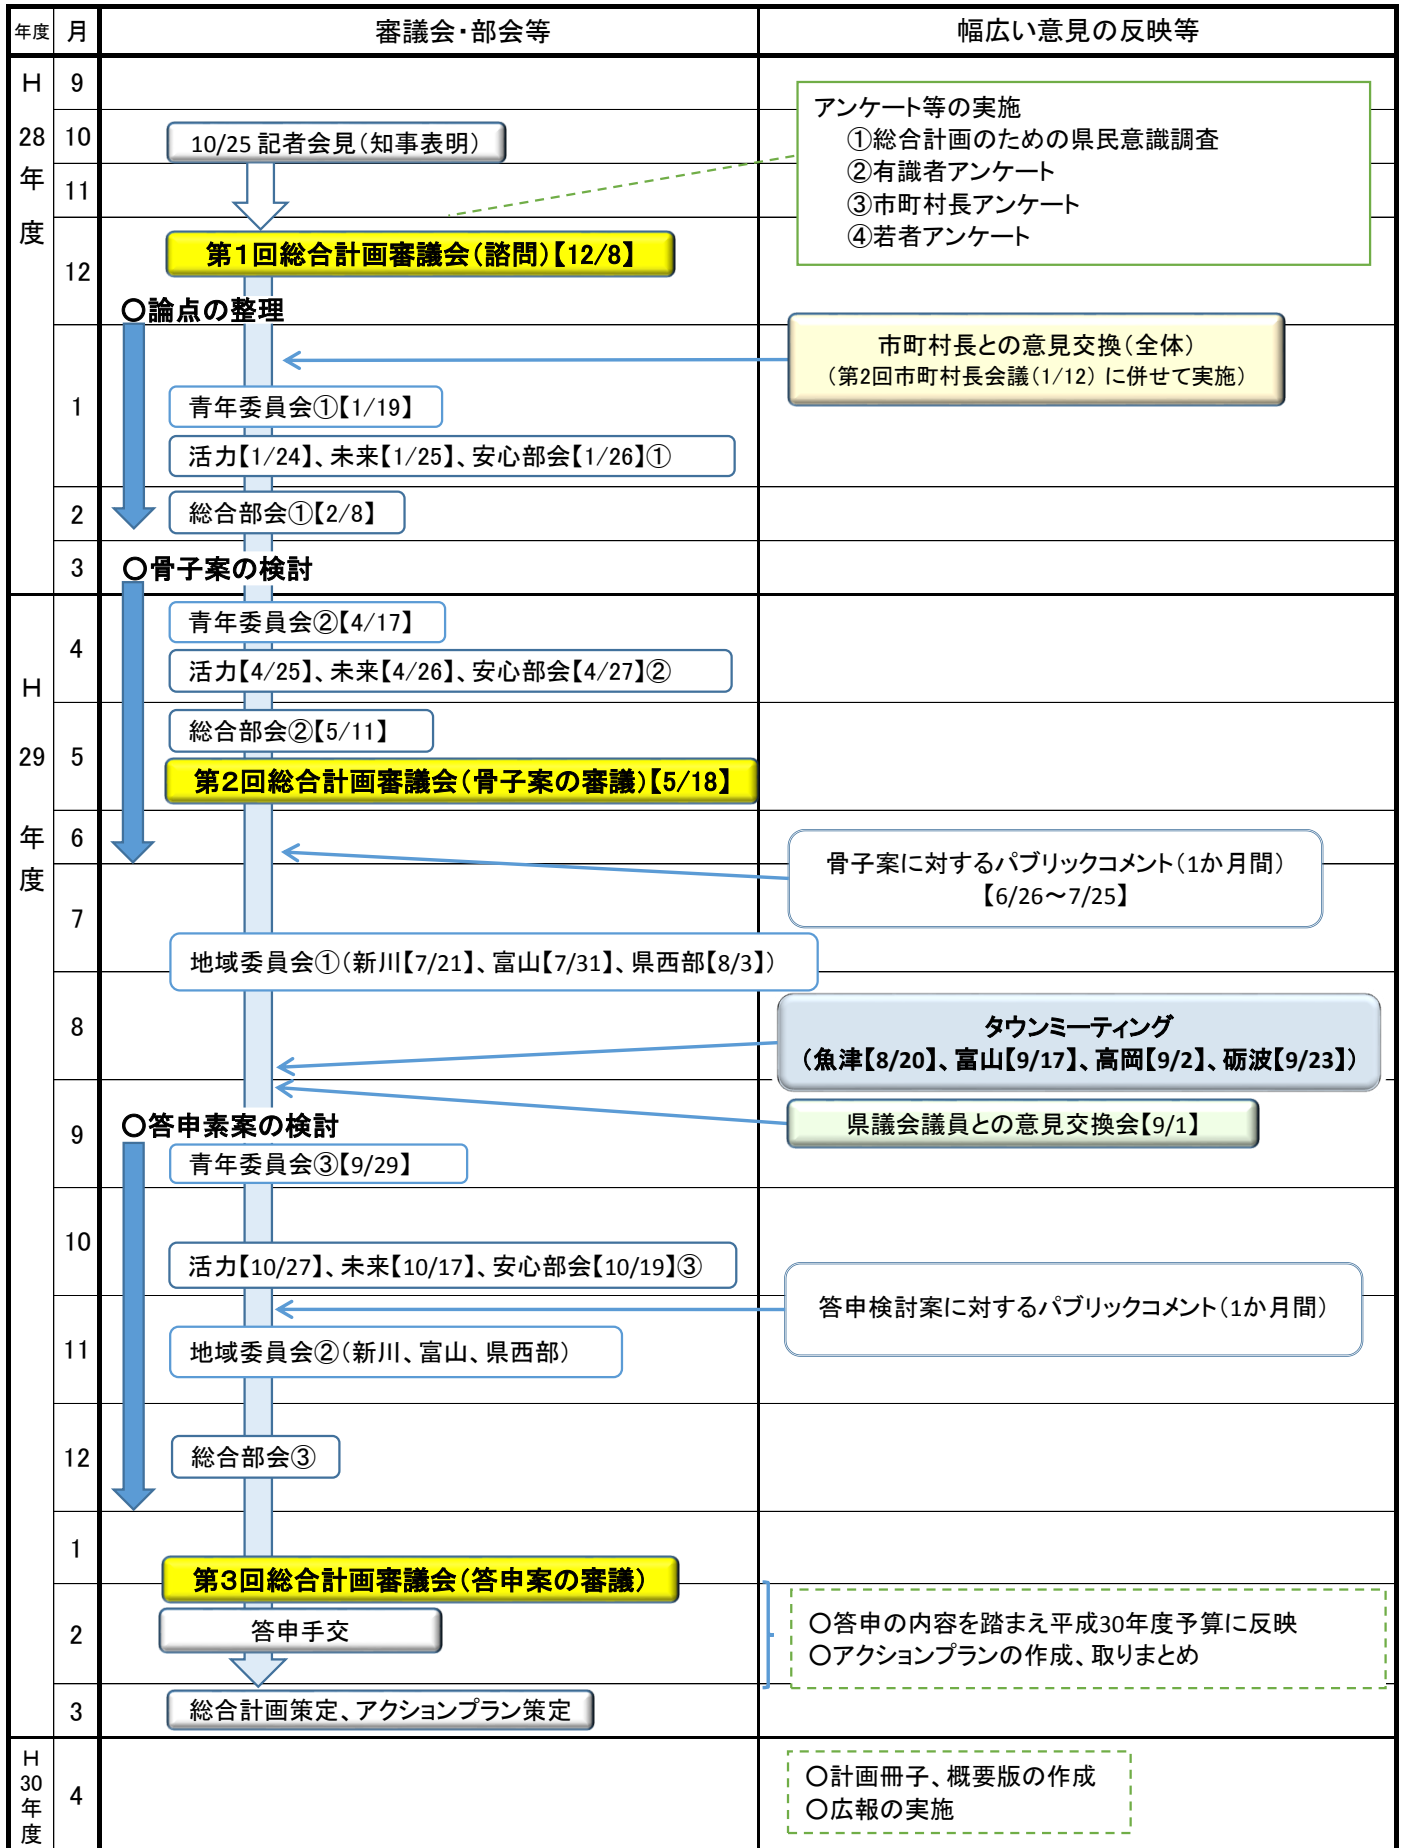 年度 月 審議会・部会等 幅広い意見の反映等
H28年度
9
10
10/25 記者会見(知事表明)
11
アンケート等の実施
①総合計画のための県民意識調査
②有識者アンケート
③市町村長アンケート
④若者アンケート
12
第1回総合計画審議会(諮問)【12/8】
○論点の整理
1
市町村長との意見交換(全体)
(第2回市町村長会議(1/12) に併せて実施)
青年委員会①【1/19】
活力【1/24】、未来【1/25】、安心部会【1/26】①
2
総合部会①【2/8】
3
○骨子案の検討
H29年度
4
青年委員会②【4/17】
活力【4/25】、未来【4/26】、安心部会【4/27】②
5
総合部会②【5/11】
第2回総合計画審議会(骨子案の審議)【5/18】
6
骨子案に対するパブリックコメント(1か月間)
【6/26~7/25】
7
地域委員会①(新川【7/21】、富山【7/31】、県西部【8/3】)
8
タウンミーティング
(魚津【8/20】、富山【9/17】、高岡【9/2】、砺波【9/23】)
9
県議会議員との意見交換会【9/1】
○答申素案の検討
青年委員会③【9/29】
10
活力【10/27】、未来【10/17】、安心部会【10/19】③
答申検討案に対するパブリックコメント(1か月間)
11
地域委員会②(新川、富山、県西部)
12
総合部会③
1
第3回総合計画審議会(答申案の審議)
2
答申手交
○答申の内容を踏まえ平成30年度予算に反映
○アクションプランの作成、取りまとめ
3
総合計画策定、アクションプラン策定
H30年度
4
○計画冊子、概要版の作成
○広報の実施